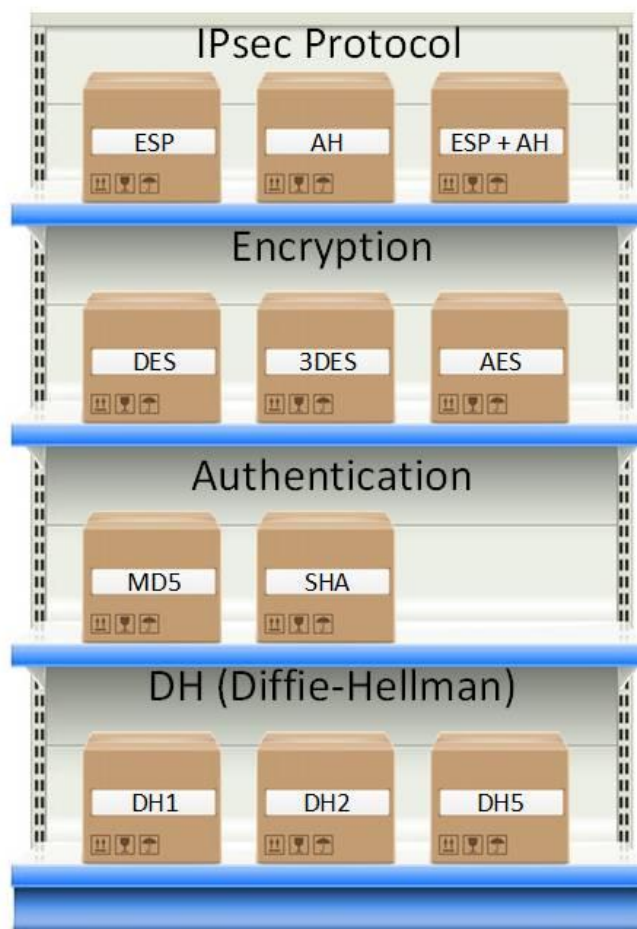 IPsec Protocol
ESP AH ESP + AH
Encryption
DES 3DES AES
Authentication
MD5 SHA
DH (Diffie-Hellman)
DH1 DH2 DH5